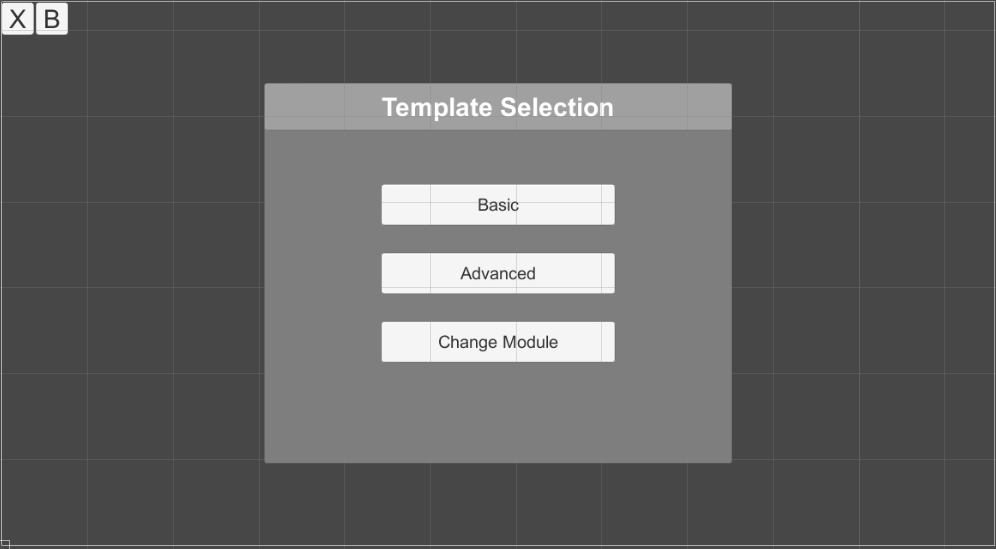 X B
Template Selection
Basic
Advanced
Change Module